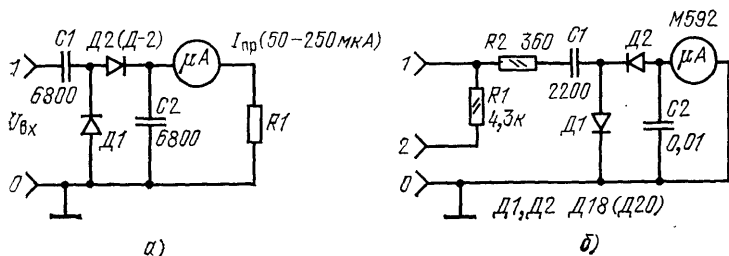 C1
Д2(Д-2)
μA
Iпр(50–250мкА)
1
6800
Uвх
Д1
C2
6800
R1
0
а)
М592
R2 360
C1
Д2
μA
1
R1
4,3к
2200
Д1
C2
0,01
2
0
Д1,Д2 Д18(Д20)
б)